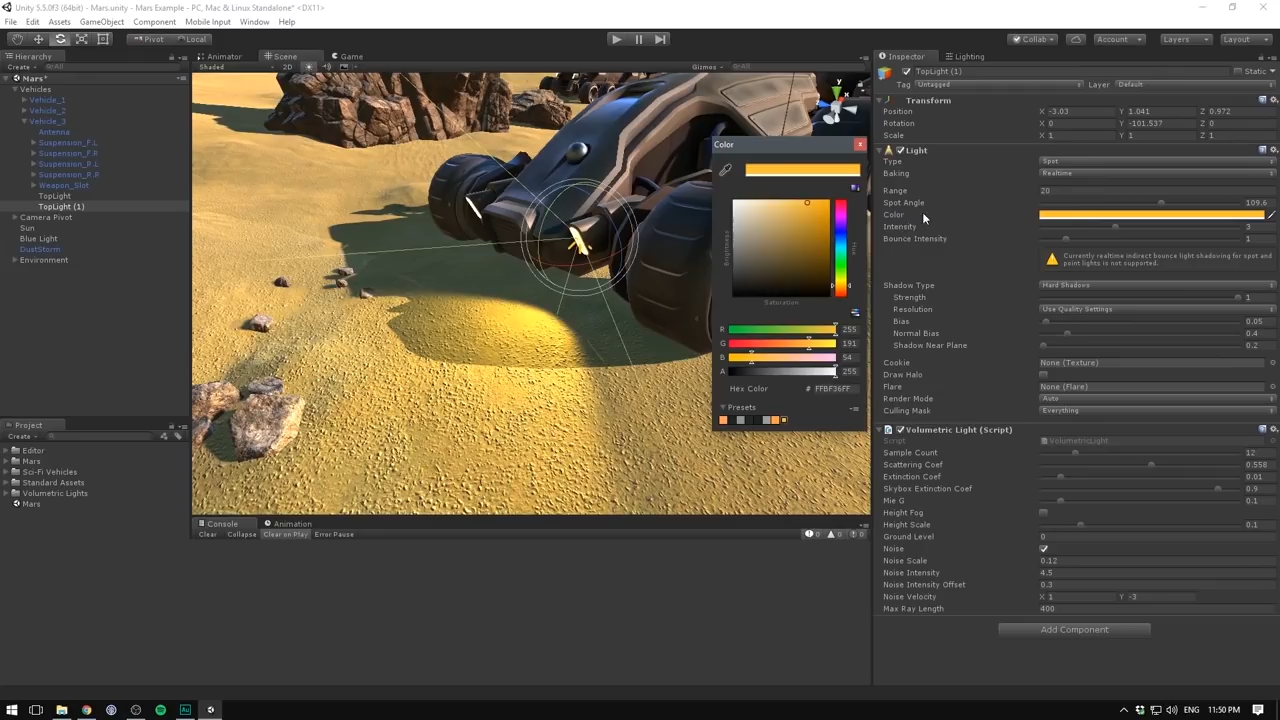 Unity 5.5.0f3 (64bit) - Mars.unity - Mars Example - PC, Mac & Linux Standalone* <DX11>
File Edit Assets GameObject Component Mobile Input Window Help
Pivot Local Collab Account Layers Layout
Hierarchy
Create All
Mars*
Vehicles
Vehicle_1
Vehicle_2
Vehicle_3
Antenna
Suspension_F.L
Suspension_F.R
Suspension_R.L
Suspension_R.R
Weapon_Slot
TopLight
TopLight (1)
Camera Pivot
Sun
Blue Light
DustStorm
Environment
Project
Create
Editor
Mars
Sci-Fi Vehicles
Standard Assets
Volumetric Lights
Mars
Animator Scene Game
Shaded 2D Gizmos All
y
Color
Brightness
Hue
Saturation
R 255
G 191
B 54
A 255
Hex Color # FFBF36FF
Presets
Console Animation
Clear Collapse Clear on Play Error Pause 0 0 0
Inspector Lighting
TopLight (1) Static
Tag Untagged Layer Default
Transform
Position X -3.03 Y 1.041 Z 0.972
Rotation X 0 Y -101.537 Z 0
Scale X 1 Y 1 Z 1
Light
Type Spot
Baking Realtime
Range 20
Spot Angle 109.6
Color
Intensity 3
Bounce Intensity 1
Currently realtime indirect bounce light shadowing for spot and
point lights is not supported.
Shadow Type Hard Shadows
Strength 1
Resolution Use Quality Settings
Bias 0.05
Normal Bias 0.4
Shadow Near Plane 0.2
Cookie None (Texture)
Draw Halo
Flare None (Flare)
Render Mode Auto
Culling Mask Everything
Volumetric Light (Script)
Script VolumetricLight
Sample Count 12
Scattering Coef 0.558
Extinction Coef 0.01
Skybox Extinction Coef 0.9
Mie G 0.1
Height Fog
Height Scale 0.1
Ground Level 0
Noise
Noise Scale 0.12
Noise Intensity 4.5
Noise Intensity Offset 0.3
Noise Velocity X 1 Y -3
Max Ray Length 400
Add Component
11:50 PM